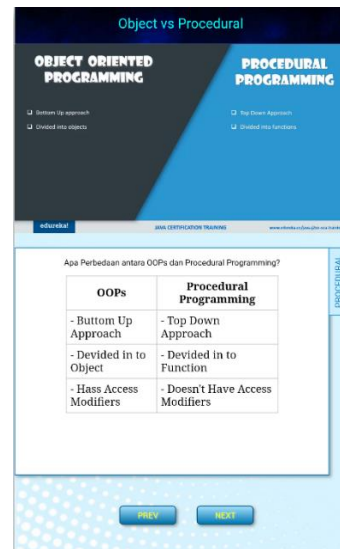 Object vs Procedural
OBJECT ORIENTED
PROGRAMMING
Bottom Up approach
Divided into objects
PROCEDURAL
PROGRAMMING
Top Down Approach
Divided into functions
edureka!
JAVA CERTIFICATION TRAINING
Apa Perbedaan antara OOPs dan Procedural Programming?
PROCEDURAL
OOPs
Procedural
Programming
- Buttom Up
Approach
- Top Down
Approach
- Devided in to
Object
- Devided in to
Function
- Hass Access
Modifiers
- Doesn't Have Access
Modifiers
PREV
NEXT